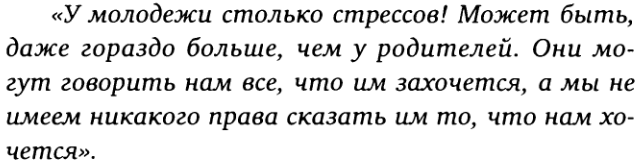 «У молодежи столько стрессов! Может быть,
даже гораздо больше, чем у родителей. Они мо-
гут говорить нам все, что им захочется, а мы не
имеем никакого права сказать им то, что нам хо-
чется».